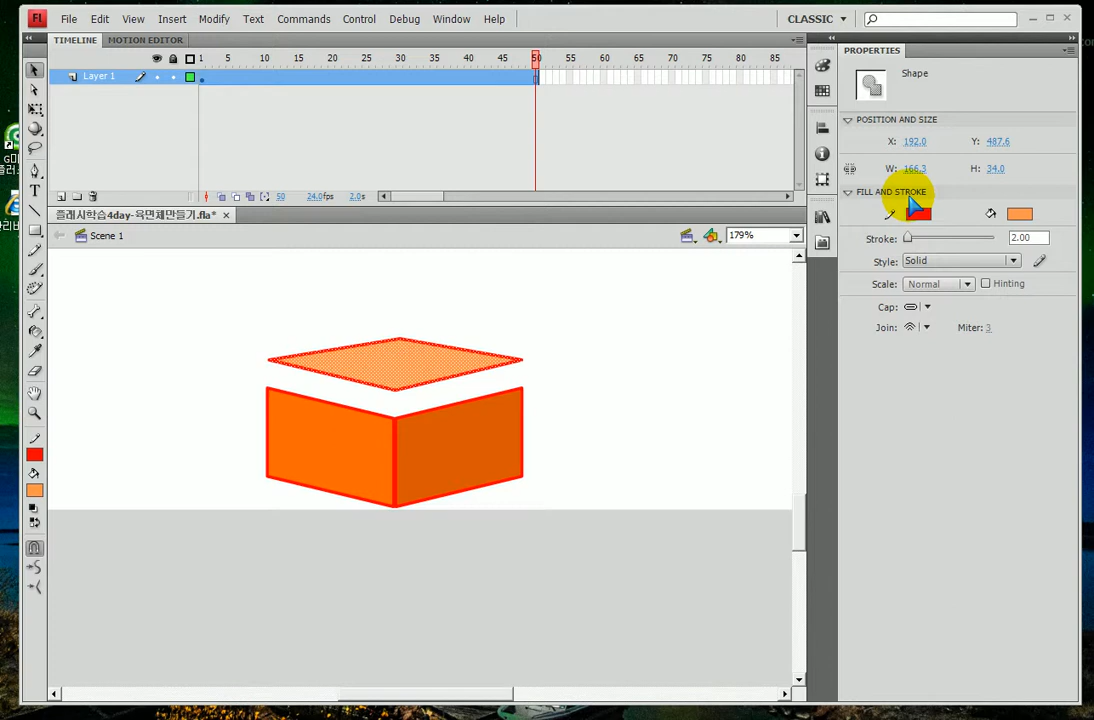 FL File Edit View Insert Modify Text Commands Control Debug Window Help CLASSIC
TIMELINE MOTION EDITOR
1 5 10 15 20 25 30 35 40 45 50 55 60 65 70 75 80 85
Layer 1
50 24.0fps 2.0s
플래시학습4day-육면체만들기.fla*
Scene 1
179%
PROPERTIES
Shape
POSITION AND SIZE
X: 192.0 Y: 487.6
W: 166.3 H: 34.0
FILL AND STROKE
Stroke: 2.00
Style: Solid
Scale: Normal Hinting
Cap:
Join: Miter: 3